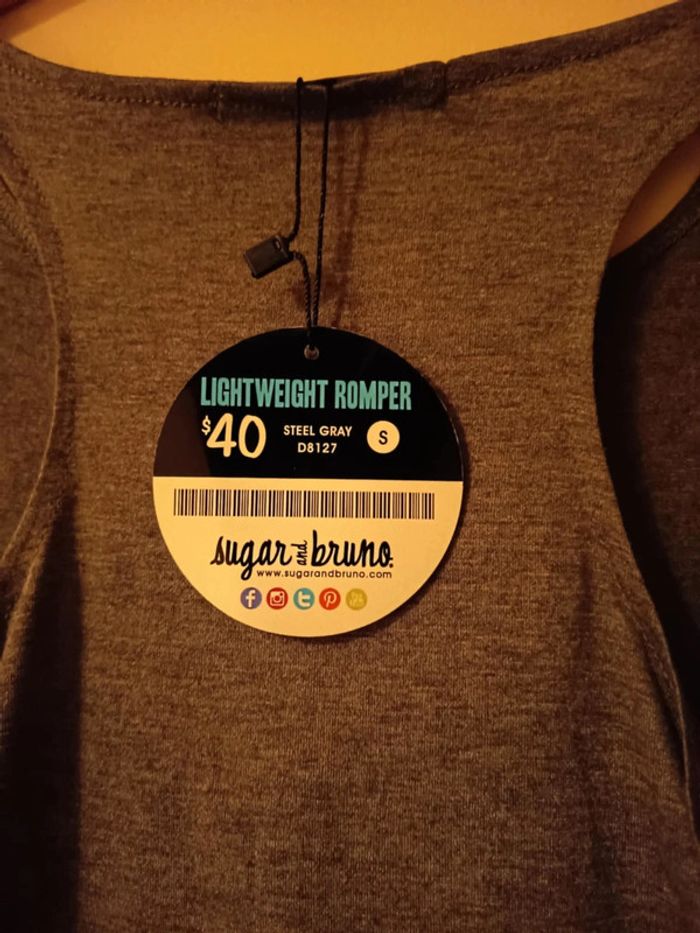 LIGHTWEIGHT ROMPER
$40
STEEL GRAY
D8127
S
sugar and bruno
www.sugarandbruno.com